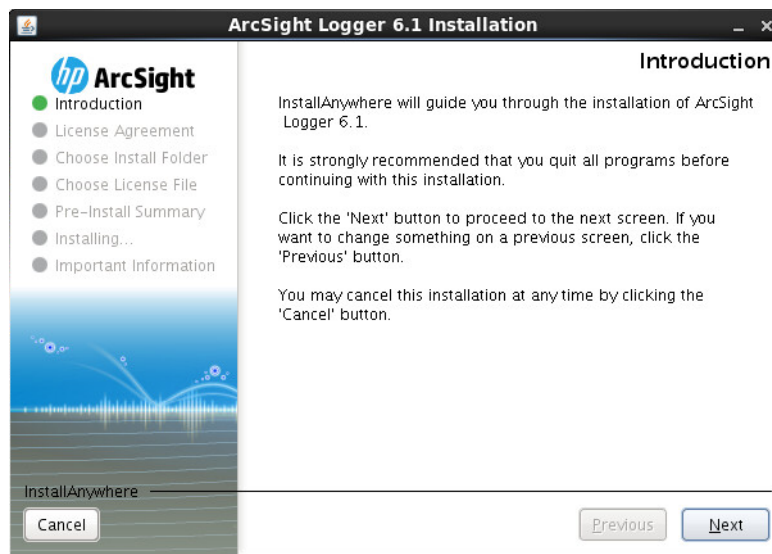 ArcSight Logger 6.1 Installation
hp ArcSight
Introduction
License Agreement
Choose Install Folder
Choose License File
Pre-Install Summary
Installing...
Important Information
Introduction
InstallAnywhere will guide you through the installation of ArcSight
Logger 6.1.
It is strongly recommended that you quit all programs before
continuing with this installation.
Click the 'Next' button to proceed to the next screen. If you
want to change something on a previous screen, click the
'Previous' button.
You may cancel this installation at any time by clicking the
'Cancel' button.
InstallAnywhere
Cancel
Previous
Next